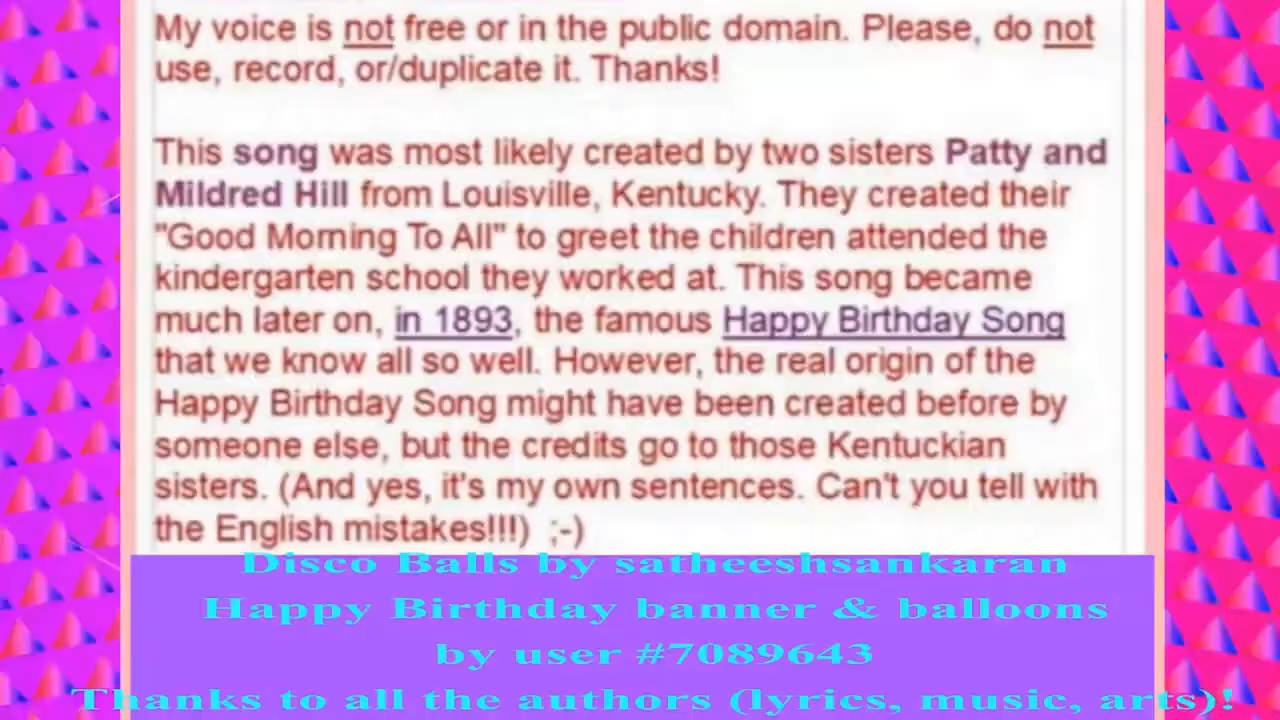 My voice is not free or in the public domain. Please, do not
use, record, or/duplicate it. Thanks!
This song was most likely created by two sisters Patty and
Mildred Hill from Louisville, Kentucky. They created their
"Good Morning To All" to greet the children attended the
kindergarten school they worked at. This song became
much later on, in 1893, the famous Happy Birthday Song
that we know all so well. However, the real origin of the
Happy Birthday Song might have been created before by
someone else, but the credits go to those Kentuckian
sisters. (And yes, it's my own sentences. Can't you tell with
the English mistakes!!!) ;-)
Disco Balls by satheeshsankaran
Happy Birthday banner & balloons
by user #7089643
Thanks to all the authors (lyrics, music, arts)!